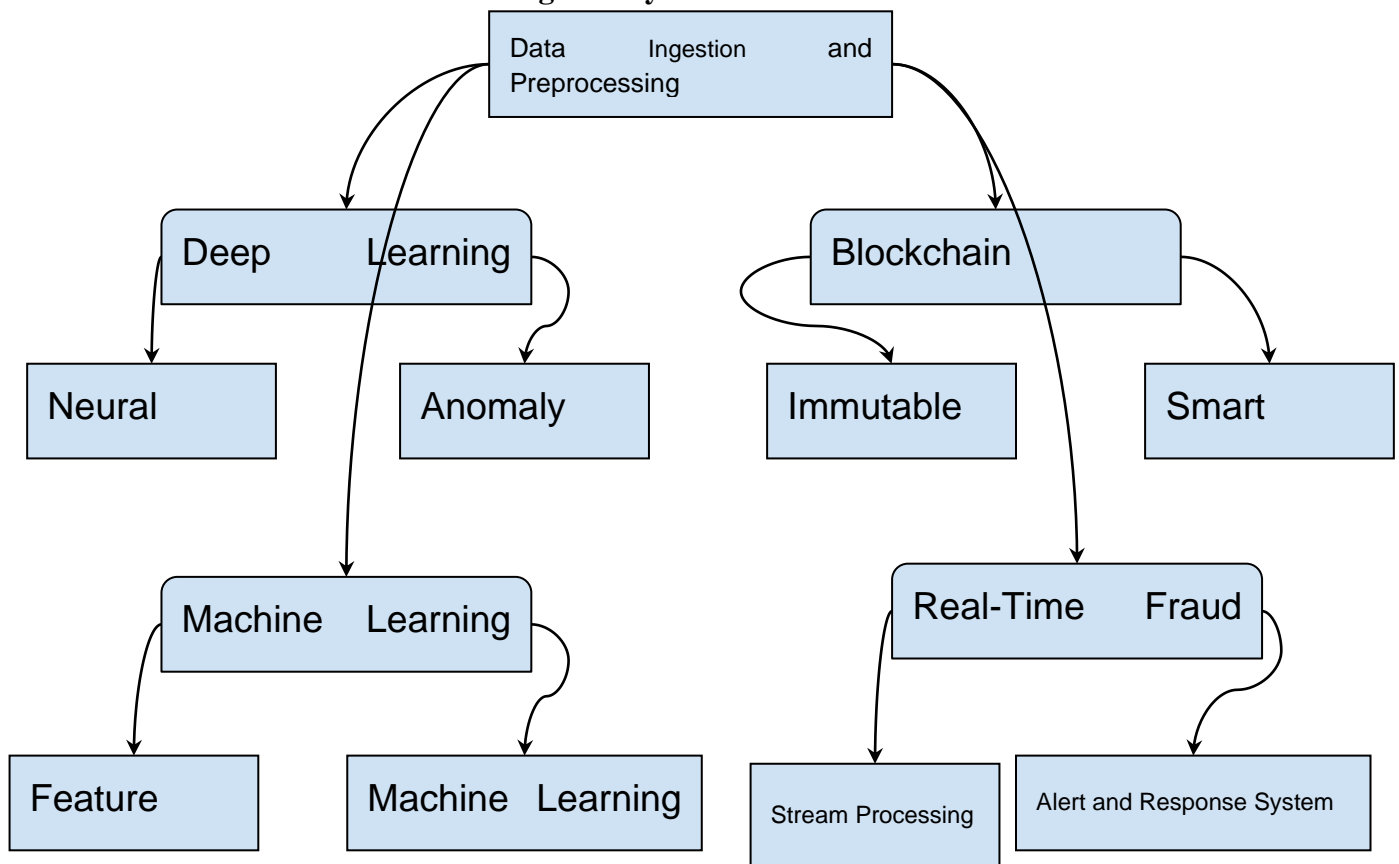 Data Ingestion and
Preprocessing
Deep Learning
Blockchain
Neural
Anomaly
Immutable
Smart
Machine Learning
Real-Time Fraud
Feature
Machine Learning
Stream Processing
Alert and Response System